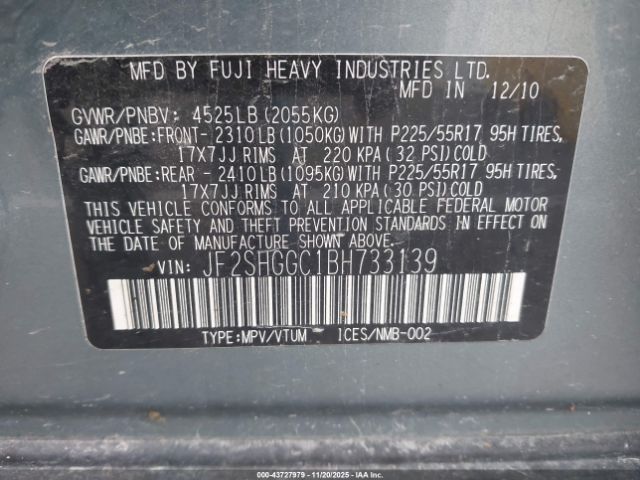 MFD BY FUJI HEAVY INDUSTRIES LTD.
MFD IN 12/10
GVWR/PNBV: 4525LB (2055KG)
GAWR/PNBE:FRONT- 2310LB(1050KG)WITH P225/55R17 95H TIRES,
17X7JJ RIMS AT 220 KPA(32 PSI)COLD
GAWR/PNBE:REAR - 2410LB(1095KG)WITH P225/55R17 95H TIRES,
17X7JJ RIMS AT 210 KPA(30 PSI)COLD
THIS VEHICLE CONFORMS TO ALL APPLICABLE FEDERAL MOTOR
VEHICLE SAFETY AND THEFT PREVENTION STANDARDS IN EFFECT ON
THE DATE OF MANUFACTURE SHOWN ABOVE.
VIN: JF2SHGGC1BH733139
TYPE:MPV/VTUM ICES/NMB-002
000-43727979 - 11/20/2025 - IAAI.COM